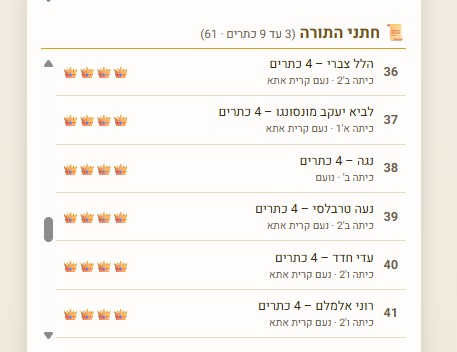 📜 חתני התורה (3 עד 9 כתרים · 61)
36 הלל צברי – 4 כתרים
כיתה ב'2 · נעם קרית אתא
37 לביא יעקב מונסונגו – 4 כתרים
כיתה א'1 · נעם קרית אתא
38 נגה – 4 כתרים
כיתה ב' · נועם
39 נעה טרבלסי – 4 כתרים
כיתה ב'2 · נעם קרית אתא
40 עדי חדד – 4 כתרים
כיתה ו'2 · נעם קרית אתא
41 רוני אלמלם – 4 כתרים
כיתה ו'2 · נעם קרית אתא